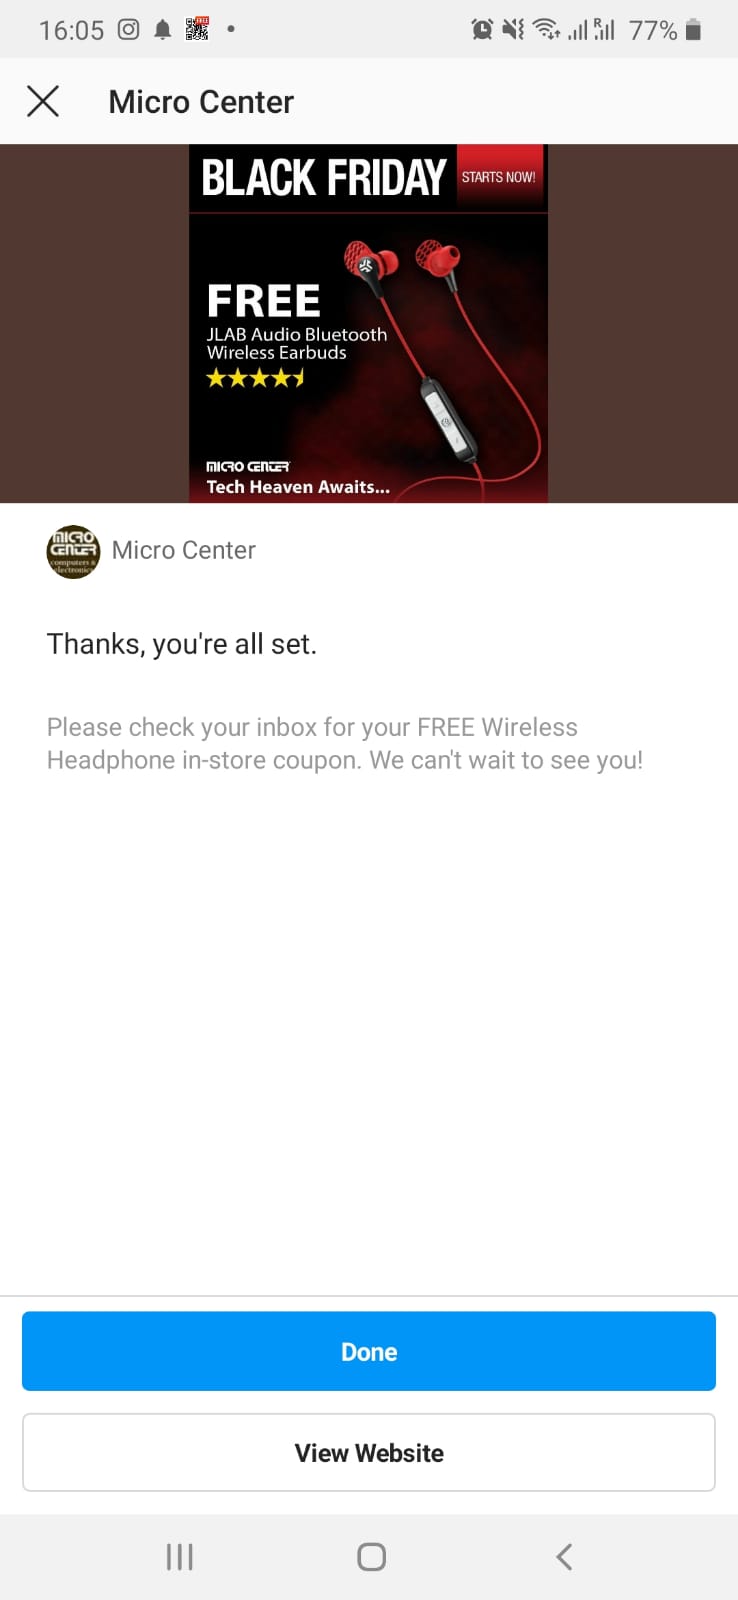 16:05
R
77%
Micro Center
BLACK FRIDAY
STARTS NOW!
FREE
JLAB Audio Bluetooth
Wireless Earbuds
MICRO CENTER
Tech Heaven Awaits...
MICRO
CENTER
computers &
electronics
Micro Center
Thanks, you're all set.
Please check your inbox for your FREE Wireless
Headphone in-store coupon. We can't wait to see you!
Done
View Website